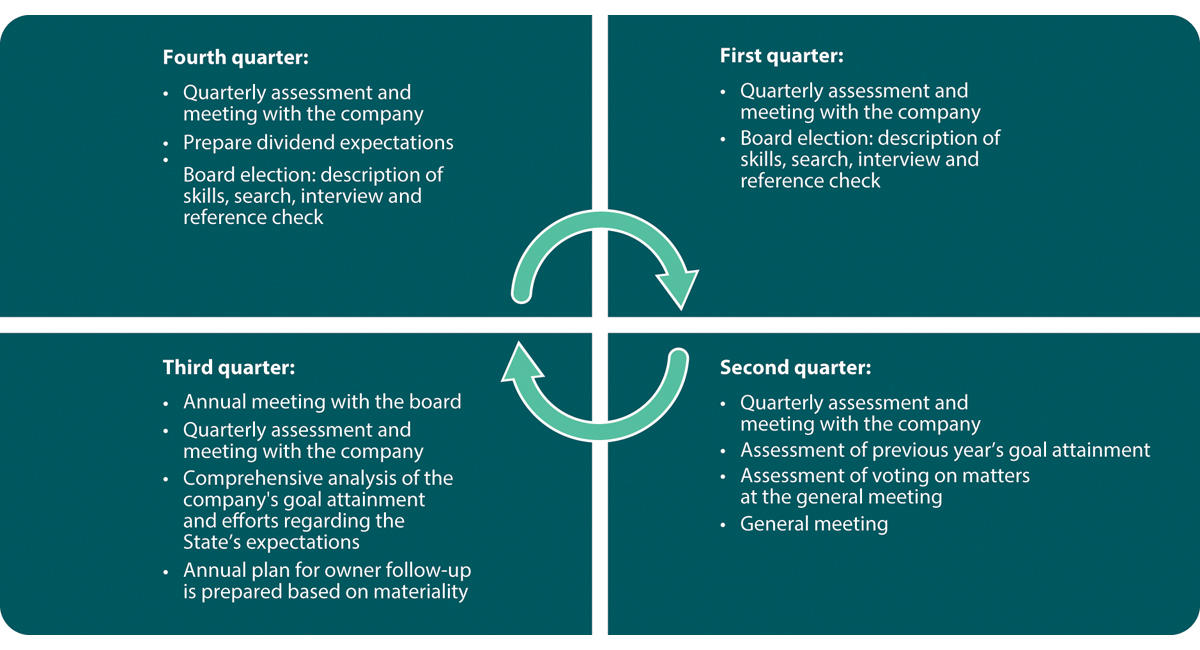 Fourth quarter:
• Quarterly assessment and
meeting with the company
• Prepare dividend expectations
•
Board election: description of
skills, search, interview and
reference check
First quarter:
• Quarterly assessment and
meeting with the company
• Board election: description of
skills, search, interview and
reference check
Third quarter:
• Annual meeting with the board
• Quarterly assessment and
meeting with the company
• Comprehensive analysis of the
company's goal attainment
and efforts regarding the
State’s expectations
• Annual plan for owner follow-up
is prepared based on materiality
Second quarter:
• Quarterly assessment and
meeting with the company
• Assessment of previous year’s goal attainment
• Assessment of voting on matters
at the general meeting
• General meeting